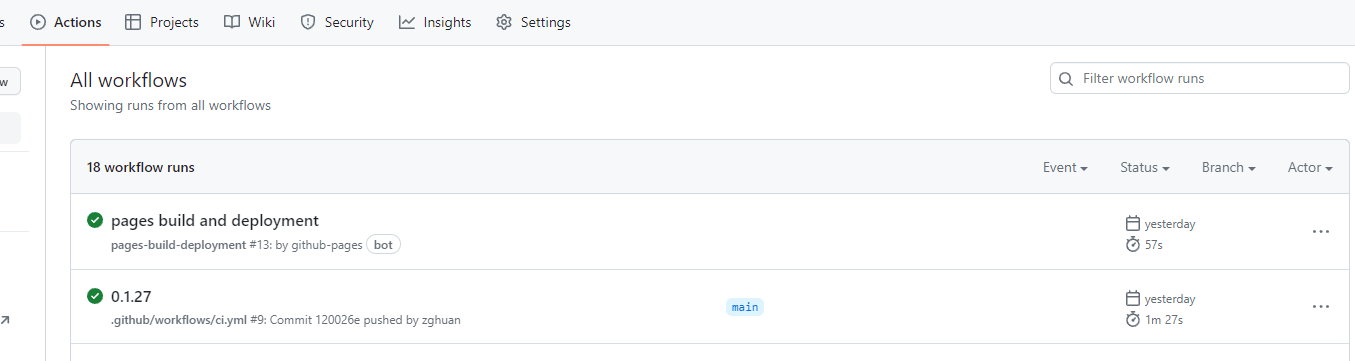 s Actions Projects Wiki Security Insights Settings
w
All workflows
Filter workflow runs
Showing runs from all workflows
18 workflow runs
Event Status Branch Actor
pages build and deployment
pages-build-deployment #13: by github-pages bot
yesterday
57s
0.1.27
.github/workflows/ci.yml #9: Commit 120026e pushed by zghuan
main
yesterday
1m 27s